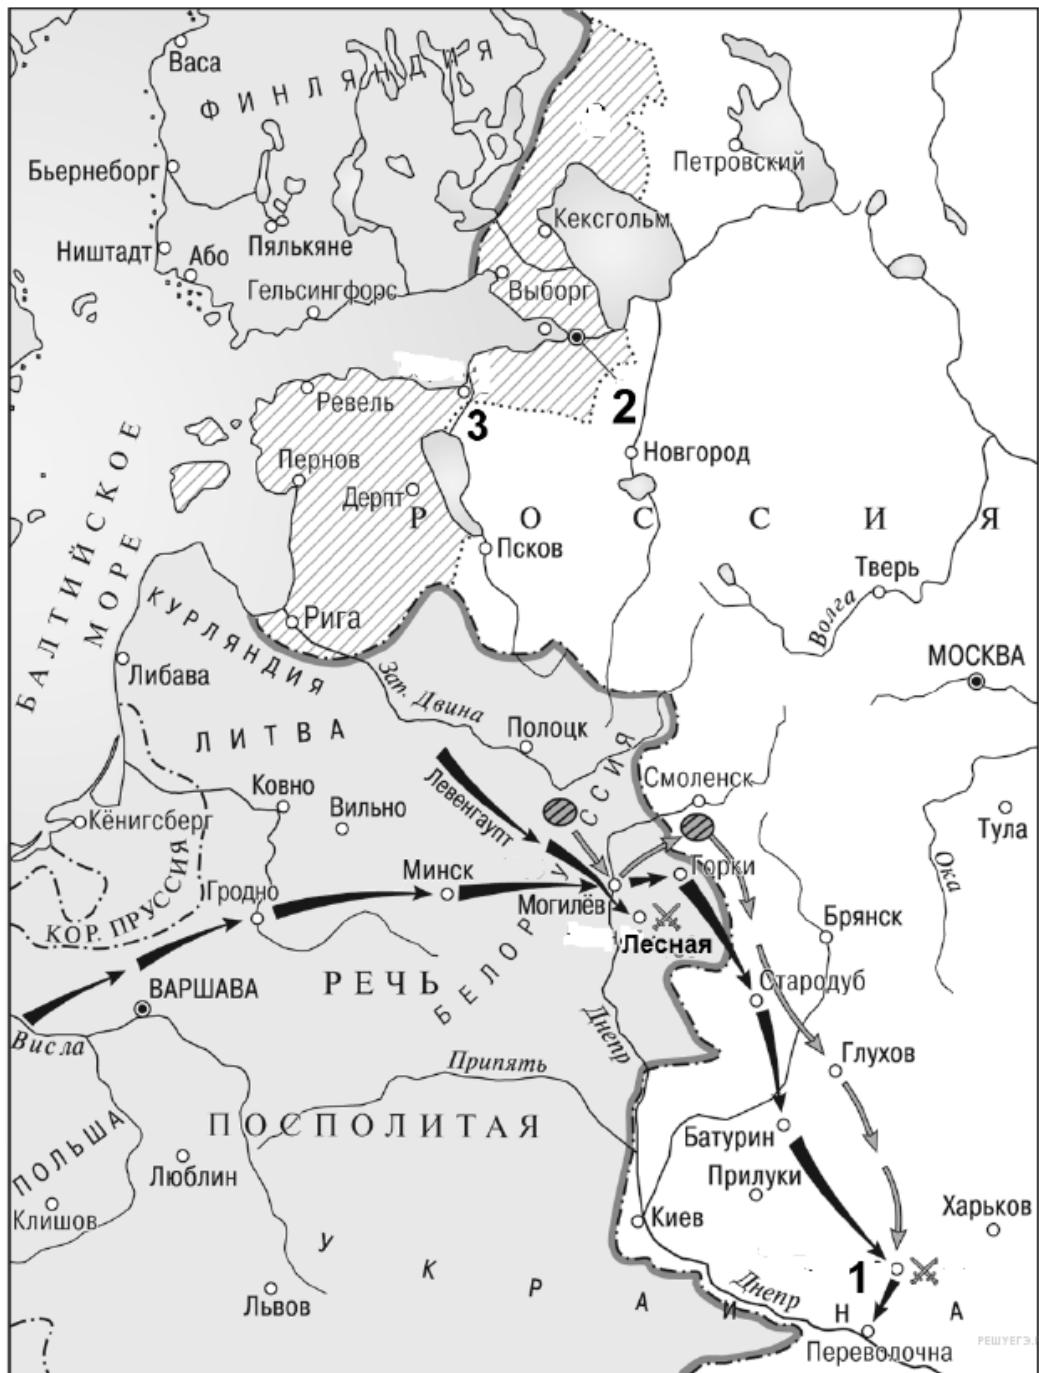 Васа
ФИНЛЯНДИЯ
Бьернеборг
Петровский
Кексгольм
Ништадт
Або
Пялькяне
Гельсингфорс
Выборг
Ревель
3
2
Новгород
Пернов
Дерпт
РОССИЯ
Псков
БАЛТИЙСКОЕ
МОРЕ
Тверь
Волга
КУРЛЯНДИЯ
Рига
МОСКВА
Либава
Зап. Двина
ЛИТВА
Полоцк
Смоленск
Ковно
Вильно
Левенгаупт
Кёнигсберг
Тула
Ока
КОР. ПРУССИЯ
Гродно
Минск
Горки
Могилёв
Брянск
Лесная
БЕЛОРУССИЯ
РЕЧЬ
Стародуб
ВАРШАВА
Висла
Днепр
Глухов
Припять
ПОСПОЛИТАЯ
ПОЛЬША
Батурин
Люблин
Прилуки
Клишов
Киев
Харьков
УКРАИНА
1
Львов
Днепр
Переволочна
РЕШУЕГЭ